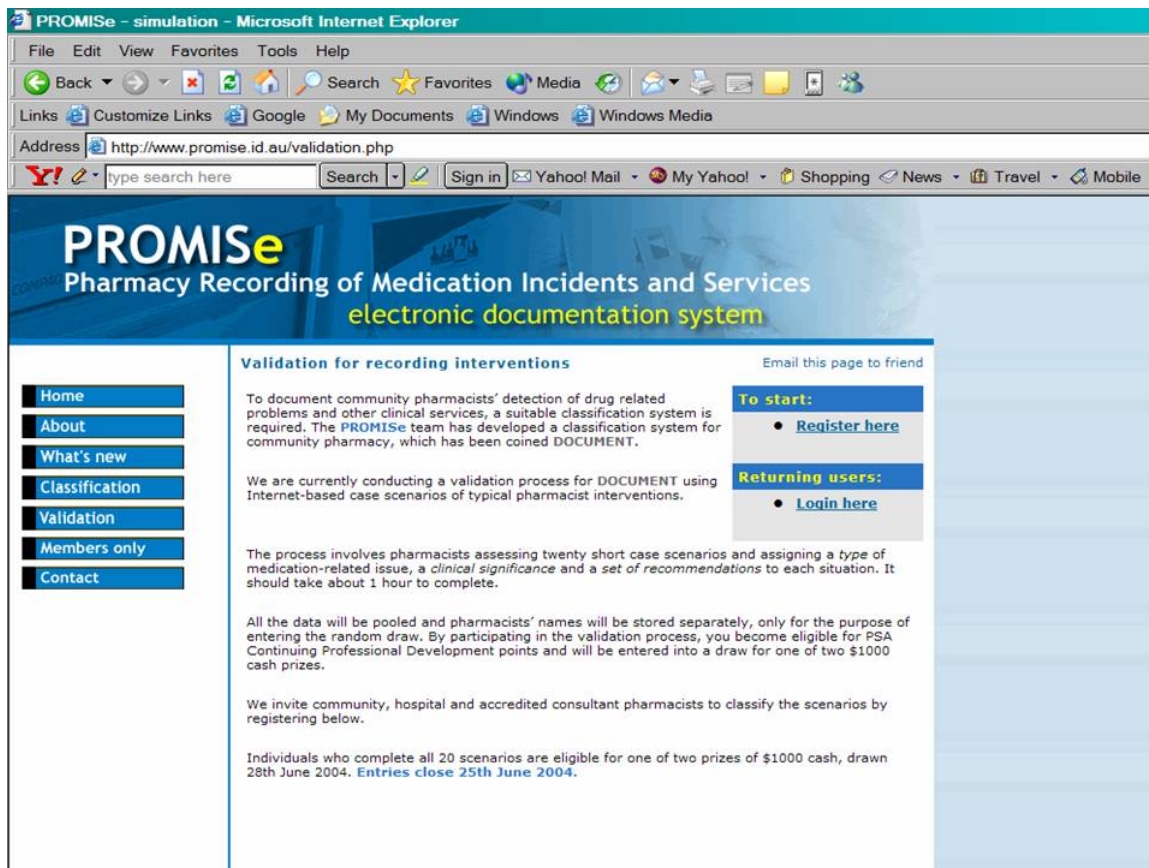 PROMISe - simulation - Microsoft Internet Explorer
File Edit View Favorites Tools Help
Back Search Favorites Media
Links Customize Links Google My Documents Windows Windows Media
Address http://www.promise.id.au/validation.php
Y! type search here Search Sign in Yahoo! Mail My Yahoo! Shopping News Travel Mobile
PROMISe
Pharmacy Recording of Medication Incidents and Services
electronic documentation system
Home
About
What's new
Classification
Validation
Members only
Contact
Validation for recording interventions
Email this page to friend
To document community pharmacists' detection of drug related
problems and other clinical services, a suitable classification system is
required. The PROMISe team has developed a classification system for
community pharmacy, which has been coined DOCUMENT.
We are currently conducting a validation process for DOCUMENT using
Internet-based case scenarios of typical pharmacist interventions.
To start:
Register here
Returning users:
Login here
The process involves pharmacists assessing twenty short case scenarios and assigning a type of
medication-related issue, a clinical significance and a set of recommendations to each situation. It
should take about 1 hour to complete.
All the data will be pooled and pharmacists' names will be stored separately, only for the purpose of
entering the random draw. By participating in the validation process, you become eligible for PSA
Continuing Professional Development points and will be entered into a draw for one of two $1000
cash prizes.
We invite community, hospital and accredited consultant pharmacists to classify the scenarios by
registering below.
Individuals who complete all 20 scenarios are eligible for one of two prizes of $1000 cash, drawn
28th June 2004. Entries close 25th June 2004.